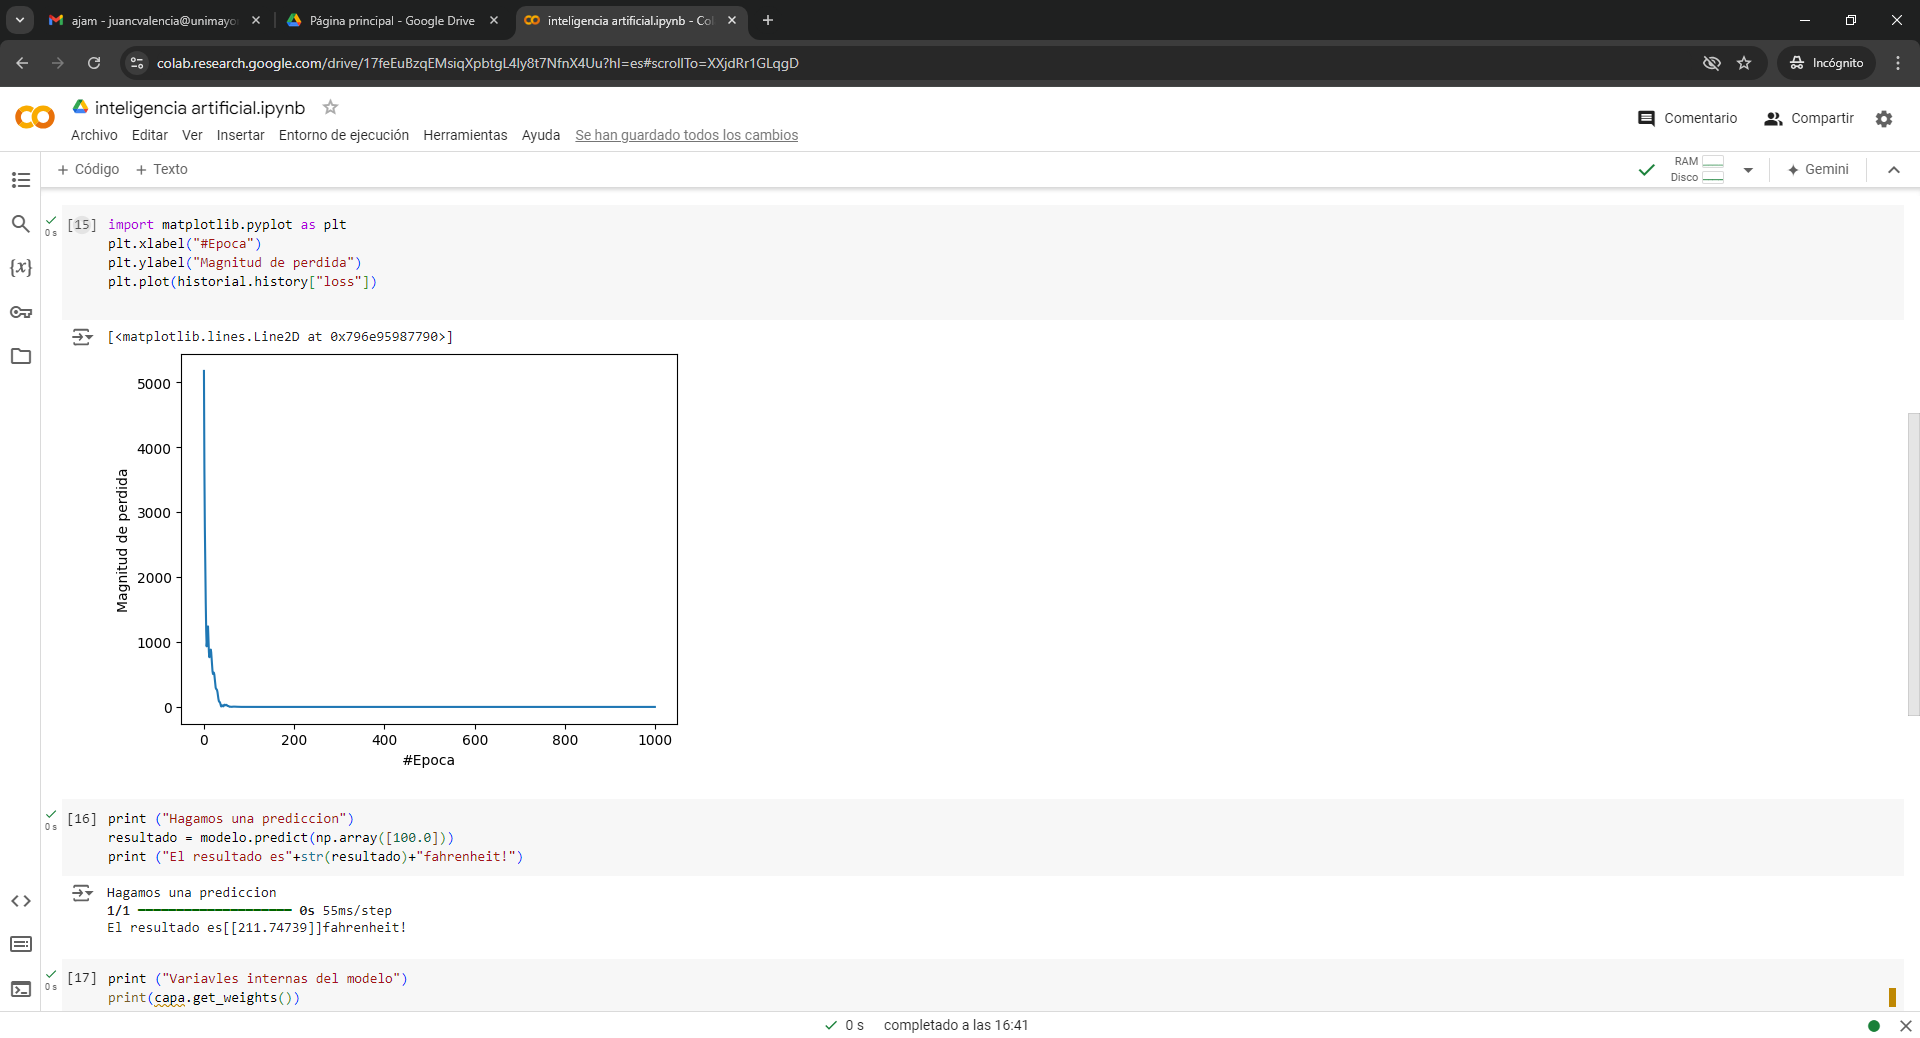 ajam - juancvalencia@unimayo
Página principal - Google Drive
inteligencia artificial.ipynb - Col
colab.research.google.com/drive/17feEuBzqEMsiqXpbtgL4ly8t7NfnX4Uu?hl=es#scrollTo=XXjdRr1GLqgD
Incógnito
inteligencia artificial.ipynb
Archivo Editar Ver Insertar Entorno de ejecución Herramientas Ayuda Se han guardado todos los cambios
Comentario Compartir
+ Código + Texto
RAM
Disco
Gemini
0 s
[15] import matplotlib.pyplot as plt
plt.xlabel("#Epoca")
plt.ylabel("Magnitud de perdida")
plt.plot(historial.history["loss"])
{x}
[<matplotlib.lines.Line2D at 0x796e95987790>]
5000
4000
3000
2000
1000
0
Magnitud de perdida
0 200 400 600 800 1000
#Epoca
0 s
[16] print ("Hagamos una prediccion")
resultado = modelo.predict(np.array([100.0]))
print ("El resultado es"+str(resultado)+"fahrenheit!")
Hagamos una prediccion
1/1 ━━━━━━━━━━━━━━━━━━━━ 0s 55ms/step
El resultado es[[211.74739]]fahrenheit!
0 s
[17] print ("Variavles internas del modelo")
print(capa.get_weights())
0 s completado a las 16:41